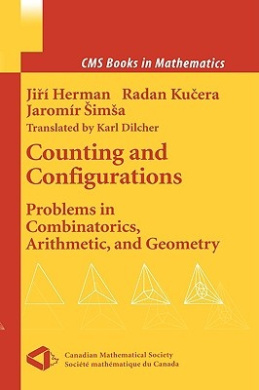 CMS Books in Mathematics
Jiří Herman Radan Kučera
Jaromír Šimša
Translated by Karl Dilcher
Counting and
Configurations
Problems in
Combinatorics,
Arithmetic, and Geometry
Canadian Mathematical Society
Société mathématique du Canada